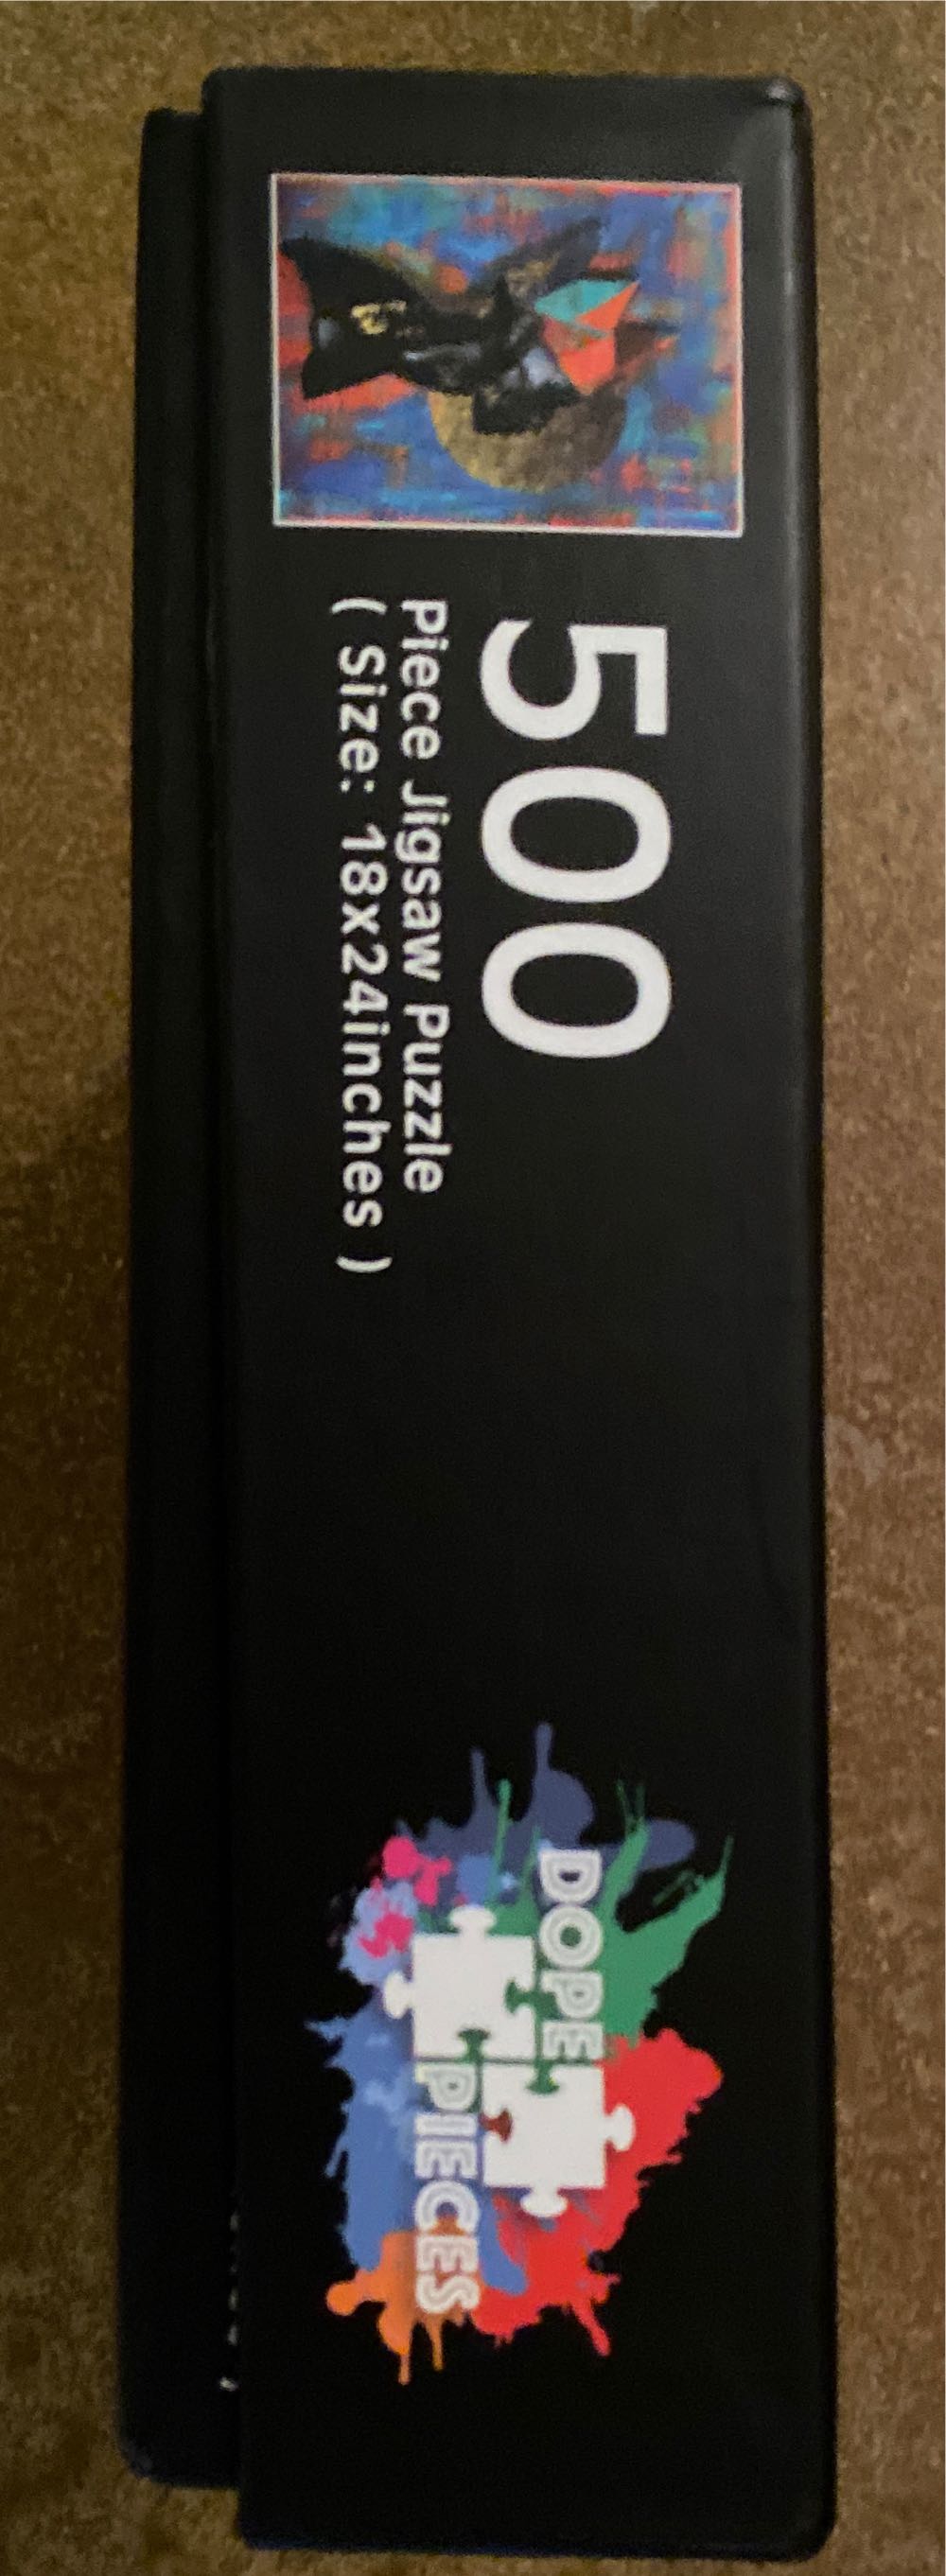 500
Piece Jigsaw Puzzle
( Size: 18x24inches )
DOPE
PIECES